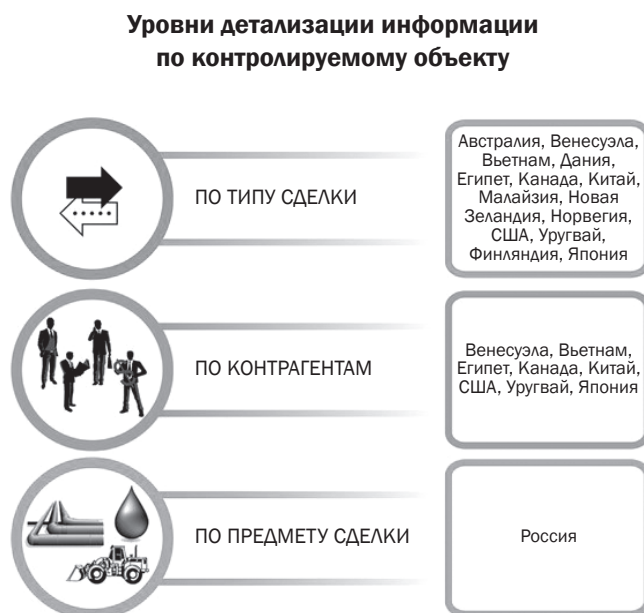 Уровни детализации информации
по контролируемому объекту
ПО ТИПУ СДЕЛКИ
Австралия, Венесуэла,
Вьетнам, Дания,
Египет, Канада, Китай,
Малайзия, Новая
Зеландия, Норвегия,
США, Уругвай,
Финляндия, Япония
ПО КОНТРАГЕНТАМ
Венесуэла, Вьетнам,
Египет, Канада, Китай,
США, Уругвай, Япония
ПО ПРЕДМЕТУ СДЕЛКИ
Россия